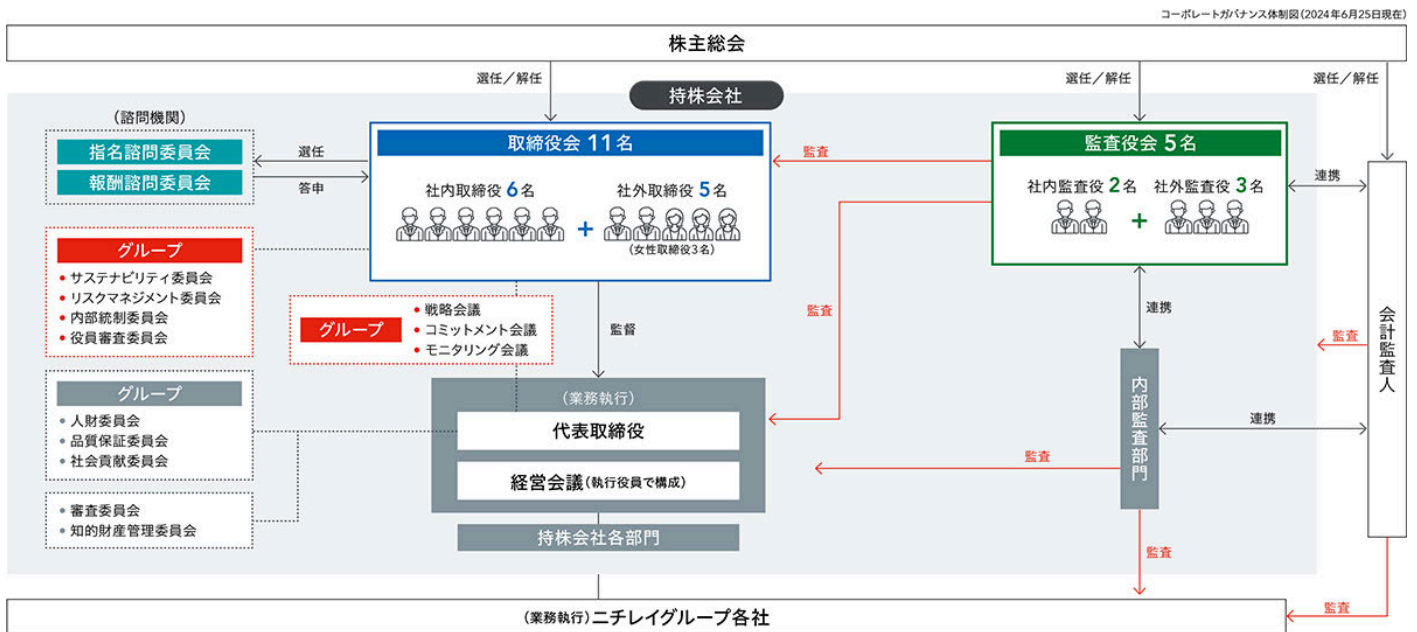 コーポレートガバナンス体制図(2024年6月25日現在)
株主総会
選任／解任
選任／解任
選任／解任
持株会社
(諮問機関)
指名諮問委員会
報酬諮問委員会
選任
答申
取締役会 11名
社内取締役 6名
社外取締役 5名
+
(女性取締役3名)
監査
監査役会 5名
社内監査役 2名
社外監査役 3名
+
連携
会計監査人
グループ
サステナビリティ委員会
リスクマネジメント委員会
内部統制委員会
役員審査委員会
グループ
戦略会議
コミットメント会議
モニタリング会議
監督
監査
連携
監査
グループ
人財委員会
品質保証委員会
社会貢献委員会
審査委員会
知的財産管理委員会
(業務執行)
代表取締役
経営会議(執行役員で構成)
持株会社各部門
監査
内部監査部門
連携
監査
監査
(業務執行)ニチレイグループ各社